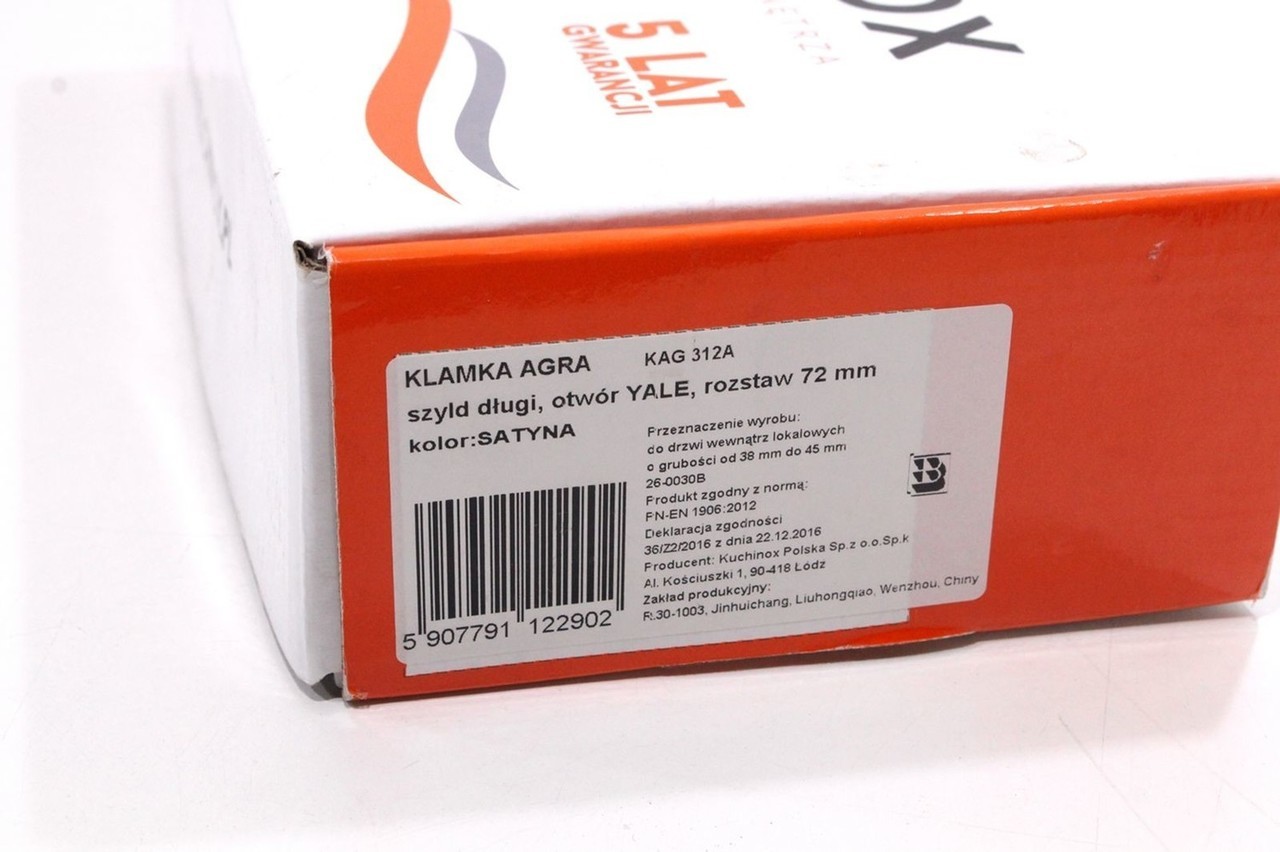 OX
ĘTRZA
5 LAT
GWARANCJI
KLAMKA AGRA KAG 312A
szyld długi, otwór YALE, rozstaw 72 mm
kolor:SATYNA
Przeznaczenie wyrobu:
do drzwi wewnątrz lokalowych
o grubości od 38 mm do 45 mm
26-0030B
Produkt zgodny z normą:
PN-EN 1906:2012
Deklaracja zgodności
36/Z2/2016 z dnia 22.12.2016
Producent: Kuchinox Polska Sp.z o.o.Sp.k
Al. Kościuszki 1, 90-418 Łódz
Zakład produkcyjny:
R.30-1003, Jinhuichang, Liuhongqiao, Wenzhou, Chiny
B
5 907791 122902